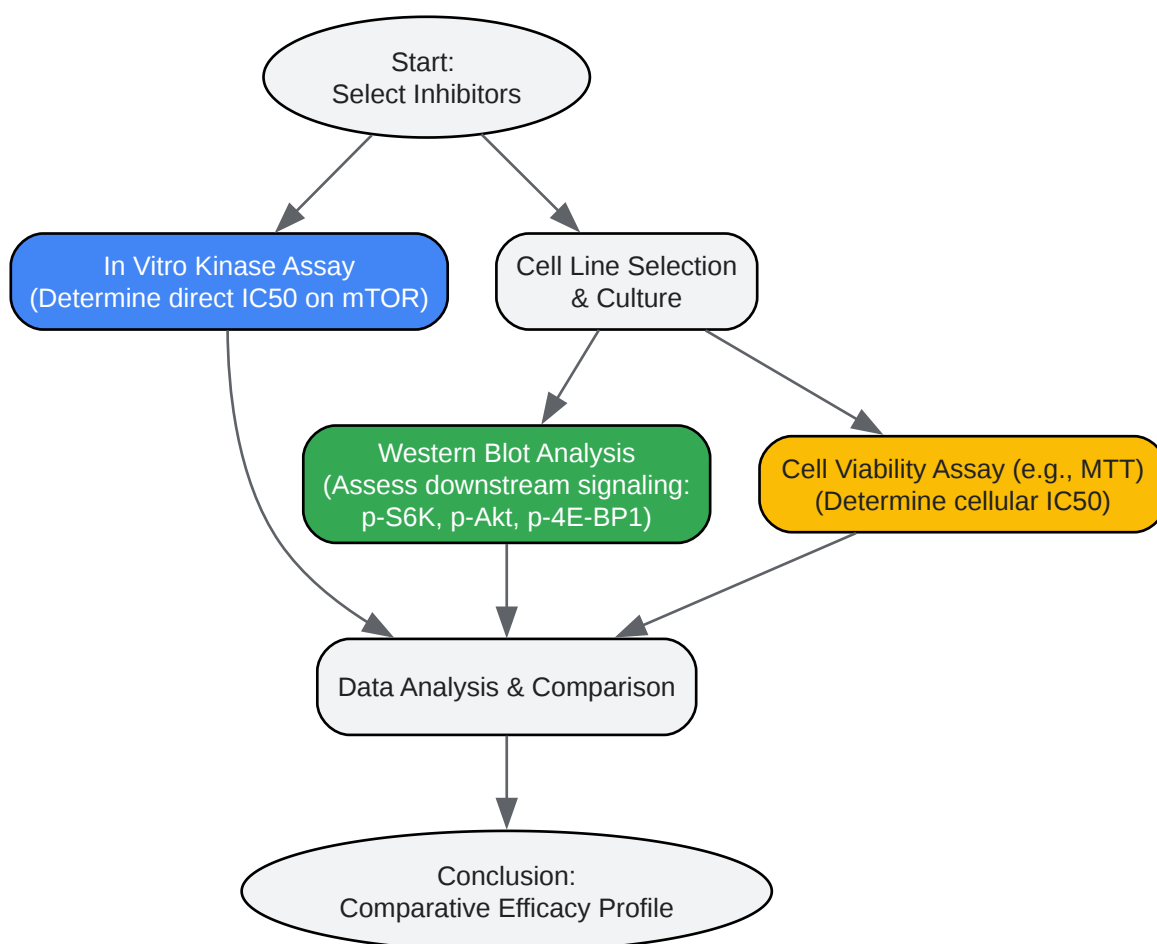 Start:
Select Inhibitors
In Vitro Kinase Assay
(Determine direct IC50 on mTOR)
Cell Line Selection
& Culture
Western Blot Analysis
(Assess downstream signaling:
p-S6K, p-Akt, p-4E-BP1)
Cell Viability Assay (e.g., MTT)
(Determine cellular IC50)
Data Analysis & Comparison
Conclusion:
Comparative Efficacy Profile